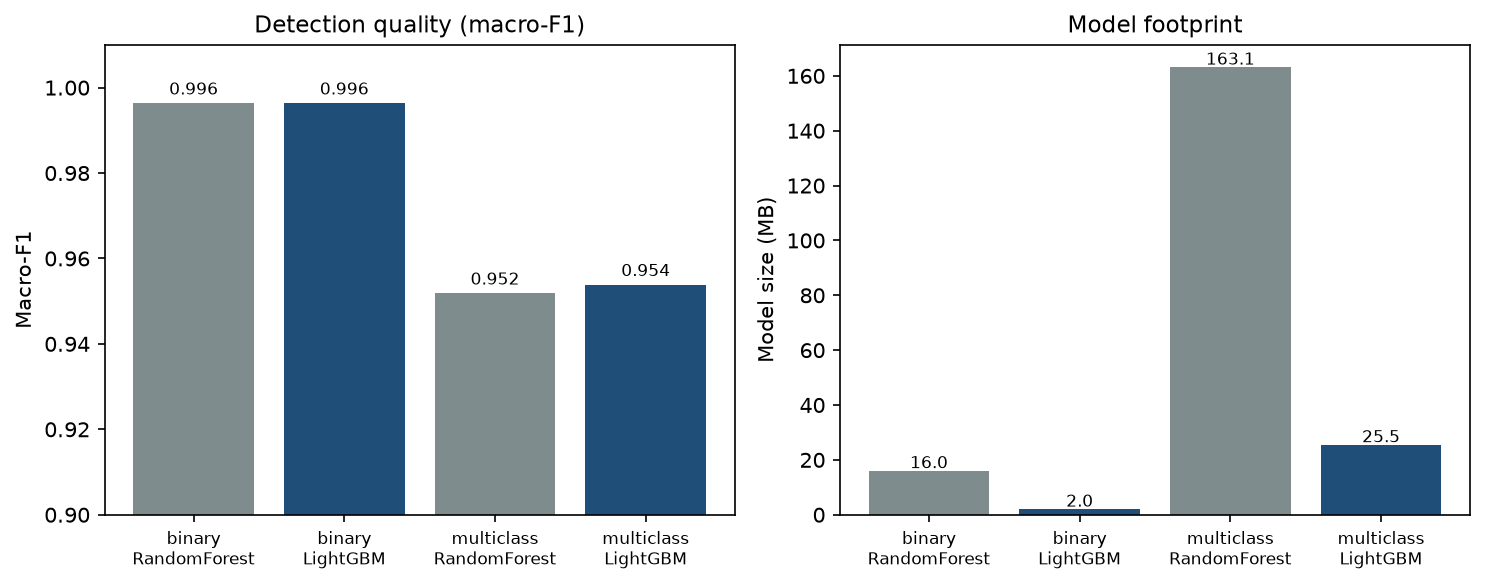 Detection quality (macro-F1)
Macro-F1
1.00
0.98
0.96
0.94
0.92
0.90
0.996
0.996
0.952
0.954
binary
RandomForest
binary
LightGBM
multiclass
RandomForest
multiclass
LightGBM
Model footprint
Model size (MB)
160
140
120
100
80
60
40
20
0
16.0
2.0
163.1
25.5
binary
RandomForest
binary
LightGBM
multiclass
RandomForest
multiclass
LightGBM